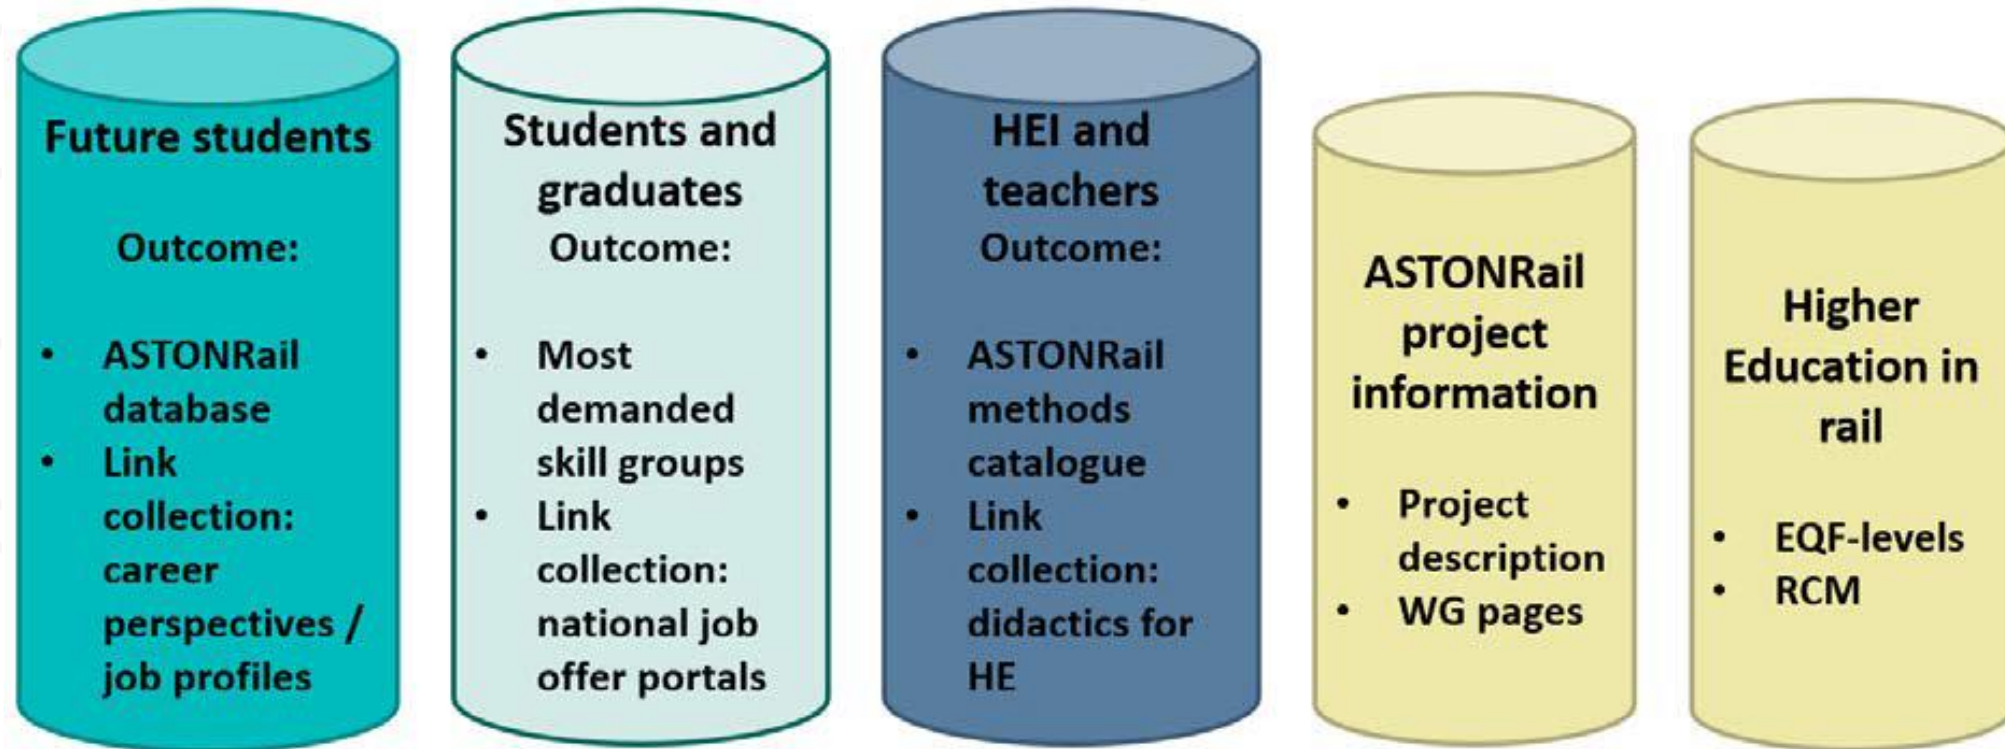 Future students
Outcome:
• ASTONRail
database
• Link
collection:
career
perspectives /
job profiles
Students and
graduates
Outcome:
• Most
demanded
skill groups
• Link
collection:
national job
offer portals
HEI and
teachers
Outcome:
• ASTONRail
methods
catalogue
• Link
collection:
didactics for
HE
ASTONRail
project
information
• Project
description
• WG pages
Higher
Education in
rail
• EQF-levels
• RCM